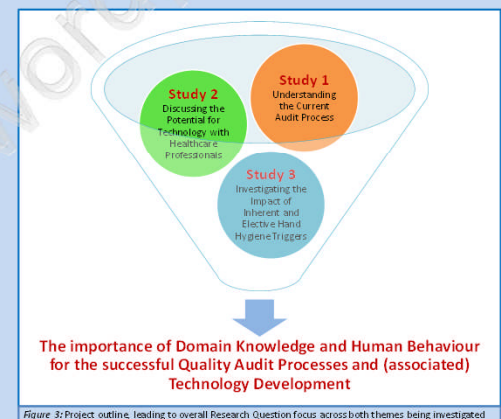 Study 1
Understanding
the Current
Audit Process
Study 2
Discussing the
Potential for
Technology with
Healthcare
Professionals
Study 3
Investigating the
Impact of
Inherent and
Elective Hand
Hygiene Triggers
The importance of Domain Knowledge and Human Behaviour
for the successful Quality Audit Processes and (associated)
Technology Development
Figure 3: Project outline, leading to overall Research Question focus across both themes being investigated